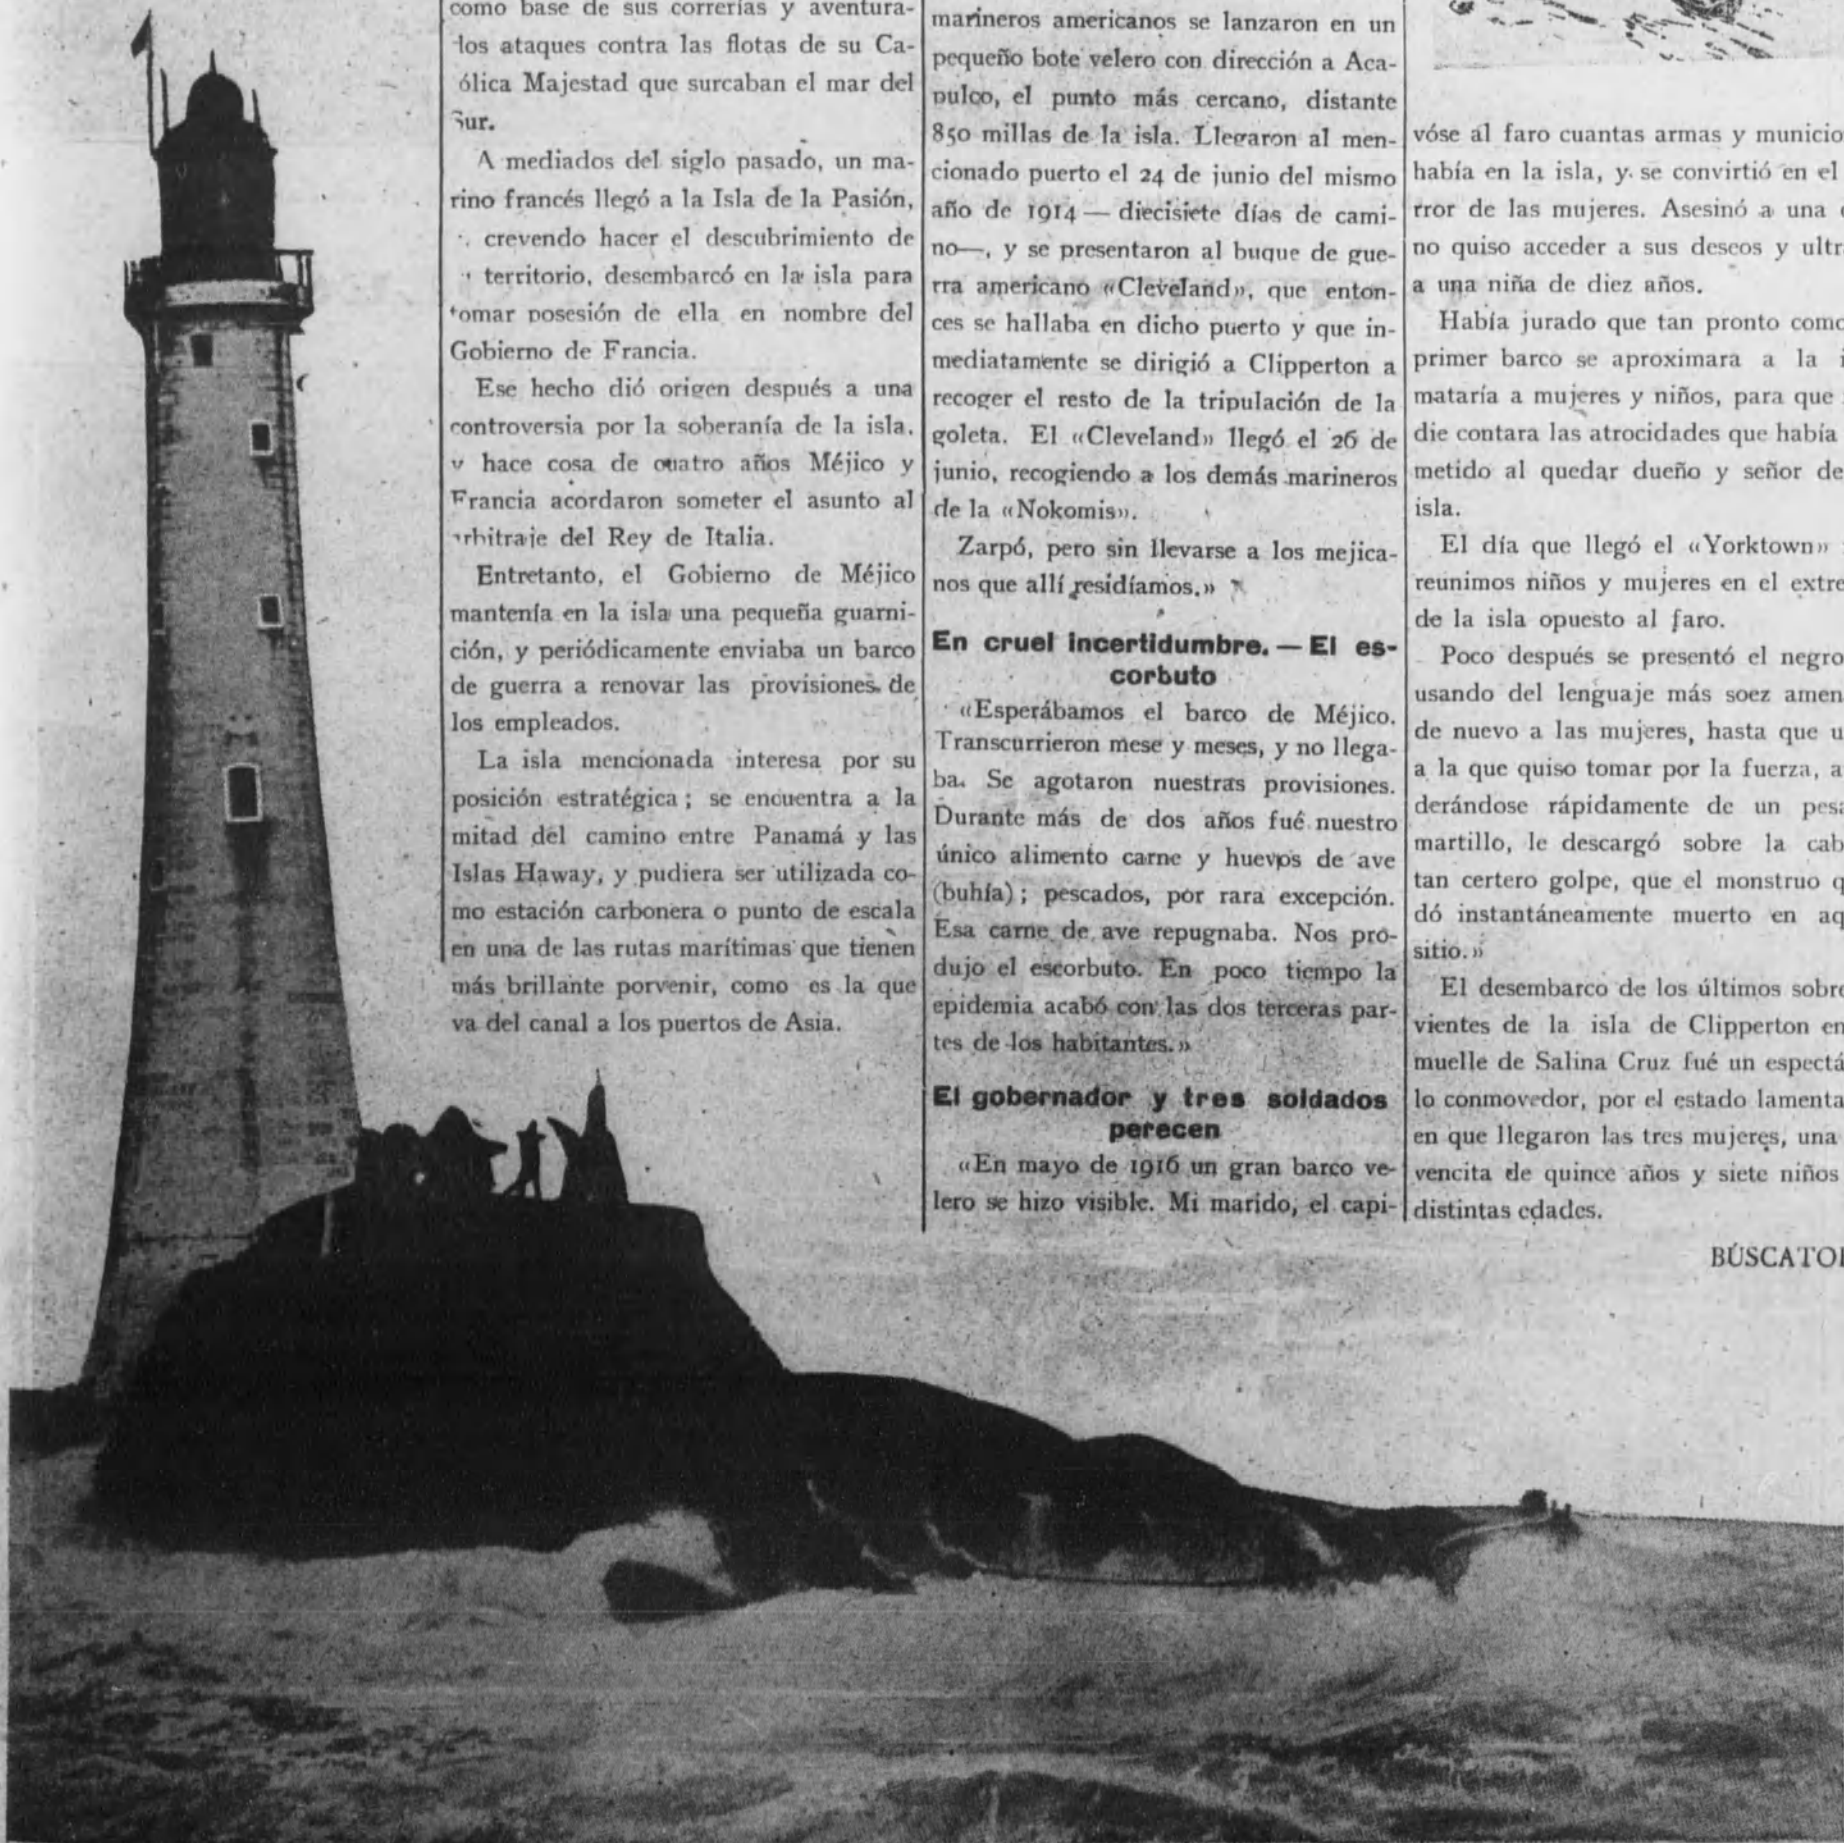 como base de sus correrías y aventura-
los ataques contra las flotas de su Ca-
ólica Majestad que surcaban el mar del
Sur.
A mediados del siglo pasado, un ma-
rino francés llegó a la Isla de la Pasión,
crevendo hacer el descubrimiento de
territorio, desembarcó en la isla para
tomar posesión de ella en nombre del
Gobierno de Francia.
Ese hecho dió origen después a una
controversia por la soberanía de la isla.
y hace cosa de cuatro años Méjico y
Francia acordaron someter el asunto al
arbitraje del Rey de Italia.
Entretanto, el Gobierno de Méjico
mantenía en la isla una pequeña guarni-
ción, y periódicamente enviaba un barco
de guerra a renovar las provisiones de
los empleados.
La isla mencionada interesa por su
posición estratégica; se encuentra a la
mitad del camino entre Panamá y las
Islas Haway, y pudiera ser utilizada co-
mo estación carbonera o punto de escala
en una de las rutas marítimas que tienen
más brillante porvenir, como es la que
va del canal a los puertos de Asia.
marineros americanos se lanzaron en un
pequeño bote velero con dirección a Aca-
pulco, el punto más cercano, distante
850 millas de la isla. Llegaron al men-
cionado puerto el 24 de junio del mismo
año de 1914 — diecisiete días de cami-
no—, y se presentaron al buque de gue-
rra americano «Cleveland», que enton-
ces se hallaba en dicho puerto y que in-
mediatamente se dirigió a Clipperton a
recoger el resto de la tripulación de la
goleta. El «Cleveland» llegó el 26 de
junio, recogiendo a los demás marineros
de la «Nokomis».
Zarpó, pero sin llevarse a los mejica-
nos que allí residíamos.»
En cruel incertidumbre. — El es-
corbuto
«Esperábamos el barco de Méjico.
Transcurrieron mese y meses, y no llega-
ba. Se agotaron nuestras provisiones.
Durante más de dos años fué nuestro
único alimento carne y huevos de ave
(buhía); pescados, por rara excepción.
Esa carne de ave repugnaba. Nos pro-
dujo el escorbuto. En poco tiempo la
epidemia acabó con las dos terceras par-
tes de los habitantes.»
El gobernador y tres soldados
perecen
«En mayo de 1916 un gran barco ve-
lero se hizo visible. Mi marido, el capi-
vóse al faro cuantas armas y municio
había en la isla, y se convirtió en el
rror de las mujeres. Asesinó a una
no quiso acceder a sus deseos y ultr
a una niña de diez años.
Había jurado que tan pronto como
primer barco se aproximara a la i
mataría a mujeres y niños, para que
die contara las atrocidades que había
metido al quedar dueño y señor de
isla.
El día que llegó el «Yorktown»
reunimos niños y mujeres en el extre
de la isla opuesto al faro.
Poco después se presentó el negro
usando del lenguaje más soez amen
de nuevo a las mujeres, hasta que u
a la que quiso tomar por la fuerza, a
derándose rápidamente de un pesa
martillo, le descargó sobre la cab
tan certero golpe, que el monstruo q
dó instantáneamente muerto en aq
sitio.»
El desembarco de los últimos sobre
vientes de la isla de Clipperton en
muelle de Salina Cruz fué un espectá
lo conmovedor, por el estado lamenta
en que llegaron las tres mujeres, una
vencita de quince años y siete niños
distintas edades.
BÚSCATO